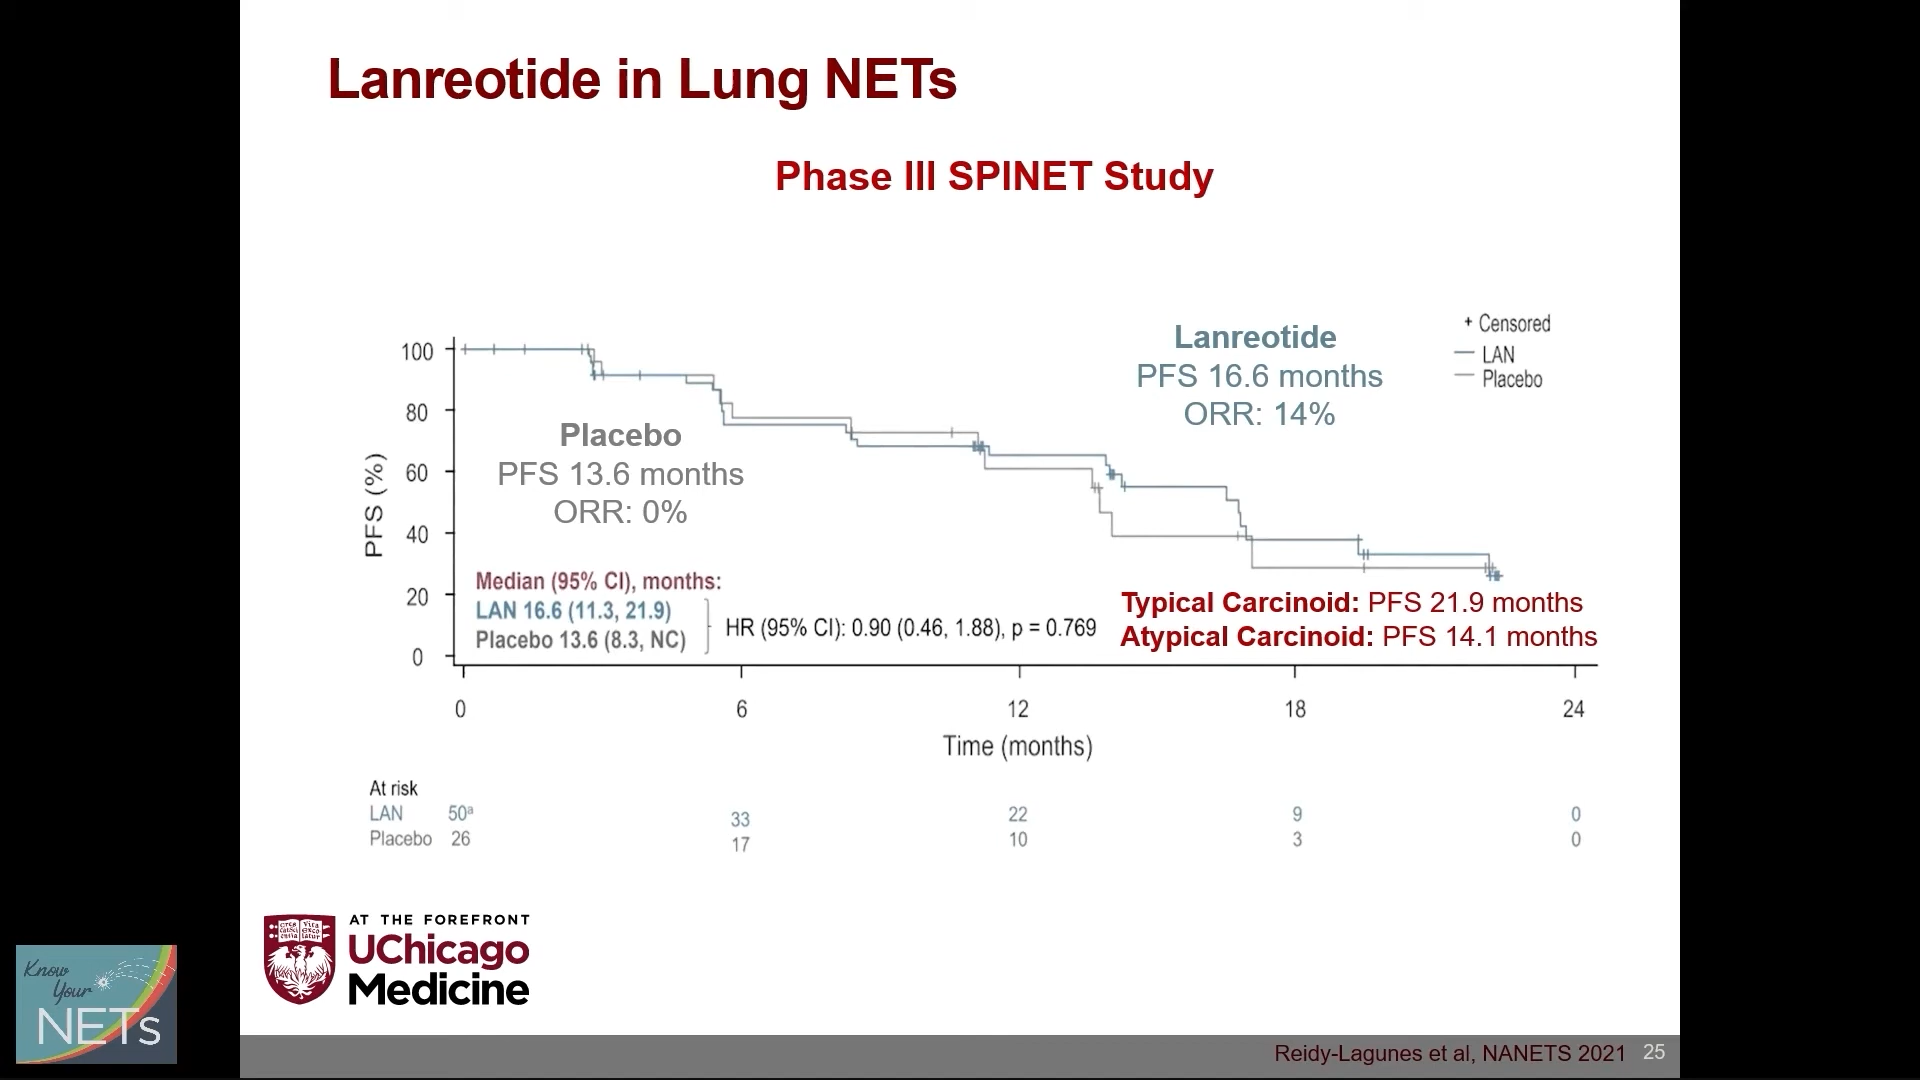 Lanreotide in Lung NETs
Phase III SPINET Study
+ Censored
LAN
Placebo
Lanreotide
PFS 16.6 months
ORR: 14%
Placebo
PFS 13.6 months
ORR: 0%
PFS (%)
100
80
60
40
20
0
Median (95% CI), months:
LAN 16.6 (11.3, 21.9)
Placebo 13.6 (8.3, NC)
HR (95% CI): 0.90 (0.46, 1.88), p = 0.769
Typical Carcinoid: PFS 21.9 months
Atypical Carcinoid: PFS 14.1 months
0 6 12 18 24
Time (months)
At risk
LAN 50ᵃ 33 22 9 0
Placebo 26 17 10 3 0
AT THE FOREFRONT
UChicago
Medicine
Know
Your
NETs
Reidy-Lagunes et al, NANETS 2021 25